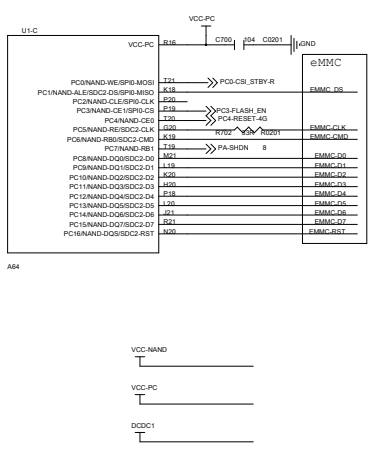 VCC-PC
U1-C
VCC-PC R16 C700 104 C0201 GND
eMMC
PC0/NAND-WE/SPI0-MOSI T21 PC0-CSI_STBY-R
PC1/NAND-ALE/SDC2-DS/SPI0-MISO K18 EMMC_DS
PC2/NAND-CLE/SPI0-CLK P20
PC3/NAND-CE1/SPI0-CS P19 PC3-FLASH_EN
PC4/NAND-CE0 T20 PC4-RESET-4G
PC5/NAND-RE/SDC2-CLK G20 R702 33R R0201 EMMC-CLK
PC6/NAND-RB0/SDC2-CMD K19 EMMC-CMD
PC7/NAND-RB1 T19 PA-SHDN 8
PC8/NAND-DQ0/SDC2-D0 M21 EMMC-D0
PC9/NAND-DQ1/SDC2-D1 L19 EMMC-D1
PC10/NAND-DQ2/SDC2-D2 K20 EMMC-D2
PC11/NAND-DQ3/SDC2-D3 H20 EMMC-D3
PC12/NAND-DQ4/SDC2-D4 P18 EMMC-D4
PC13/NAND-DQ5/SDC2-D5 L20 EMMC-D5
PC14/NAND-DQ6/SDC2-D6 J21 EMMC-D6
PC15/NAND-DQ7/SDC2-D7 R21 EMMC-D7
PC16/NAND-DQS/SDC2-RST N20 EMMC-RST
A64
VCC-NAND
VCC-PC
DCDC1